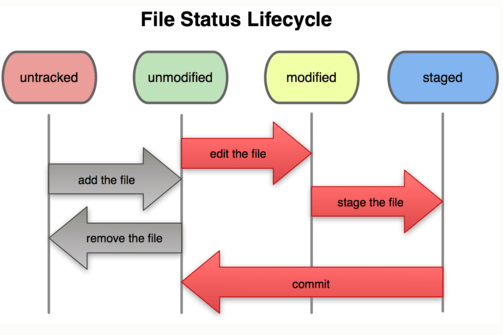 File Status Lifecycle
untracked
unmodified
modified
staged
edit the file
add the file
stage the file
remove the file
commit